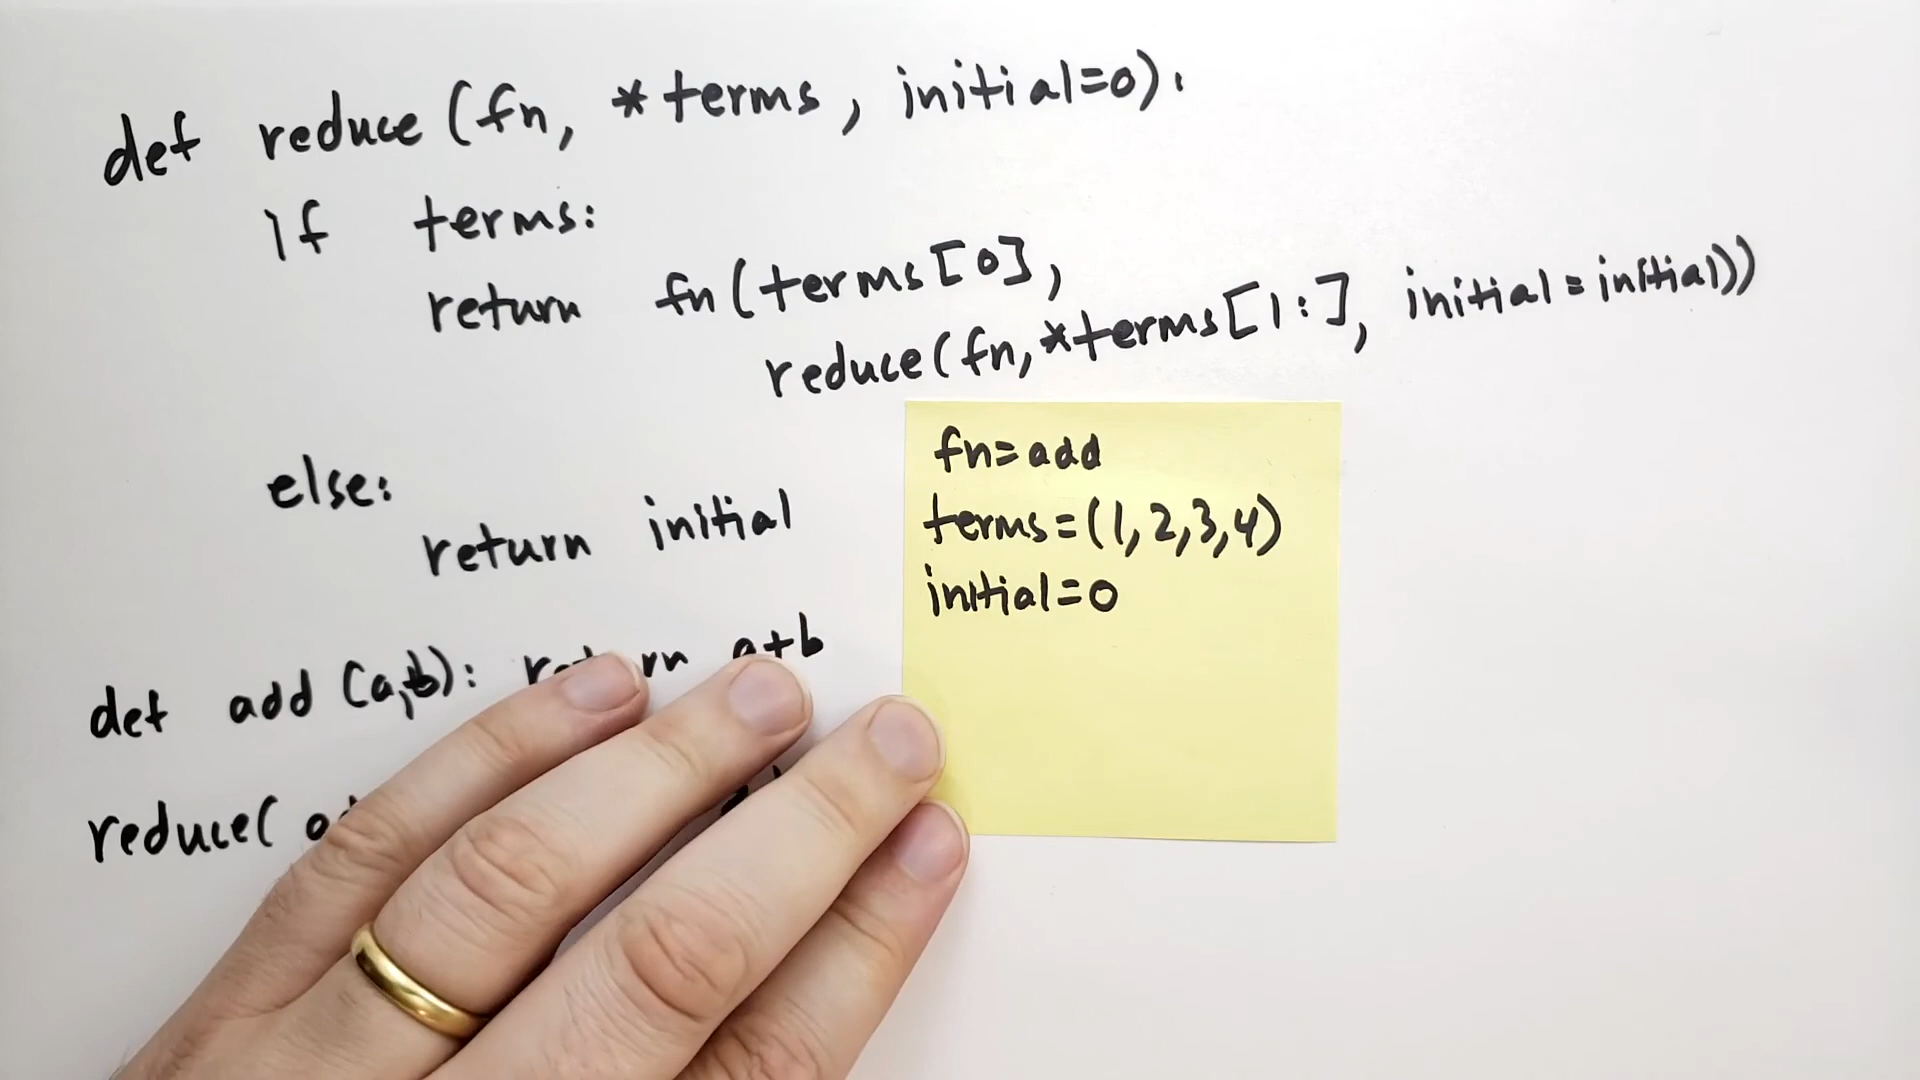 def reduce(fn, *terms, initial=0):
if terms:
return fn(terms[0],
reduce(fn,*terms[1:], initial=initial))
else:
return initial
fn=add
terms=(1,2,3,4)
initial=0
def add (a,b): return a+b
reduce(